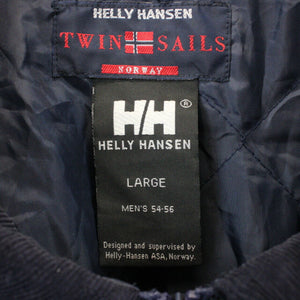 HELLY HANSEN
TWIN SAILS
NORWAY
HH®
HELLY HANSEN
LARGE
MEN'S 54-56
Designed and supervised by
Helly-Hansen ASA, Norway.